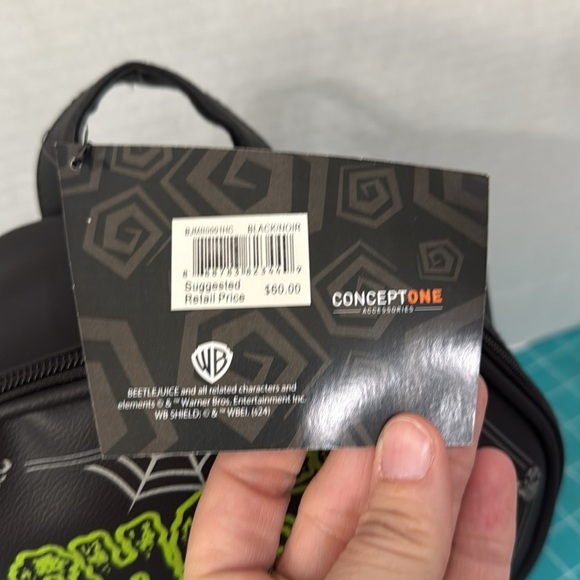 BLACK/NOIR
Suggested
Retail Price $60.00
CONCEPTONE
ACCESSORIES
WB
BEETLEJUICE and all related characters and
elements © & ™ Warner Bros. Entertainment Inc.
WB SHIELD: © & ™ WBEI. (s24)